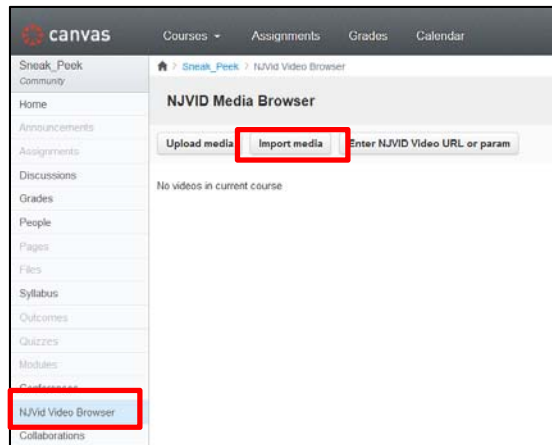 canvas
Courses
Assignments
Grades
Calendar
Sneak_Peek
Community
Home
Announcements
Assignments
Discussions
Grades
People
Pages
Files
Syllabus
Outcomes
Quizzes
Modules
Conferences
NJVid Video Browser
Collaborations
Sneak_Peek
NJVid Video Browser
NJVID Media Browser
Upload media
Import media
Enter NJVID Video URL or param
No videos in current course